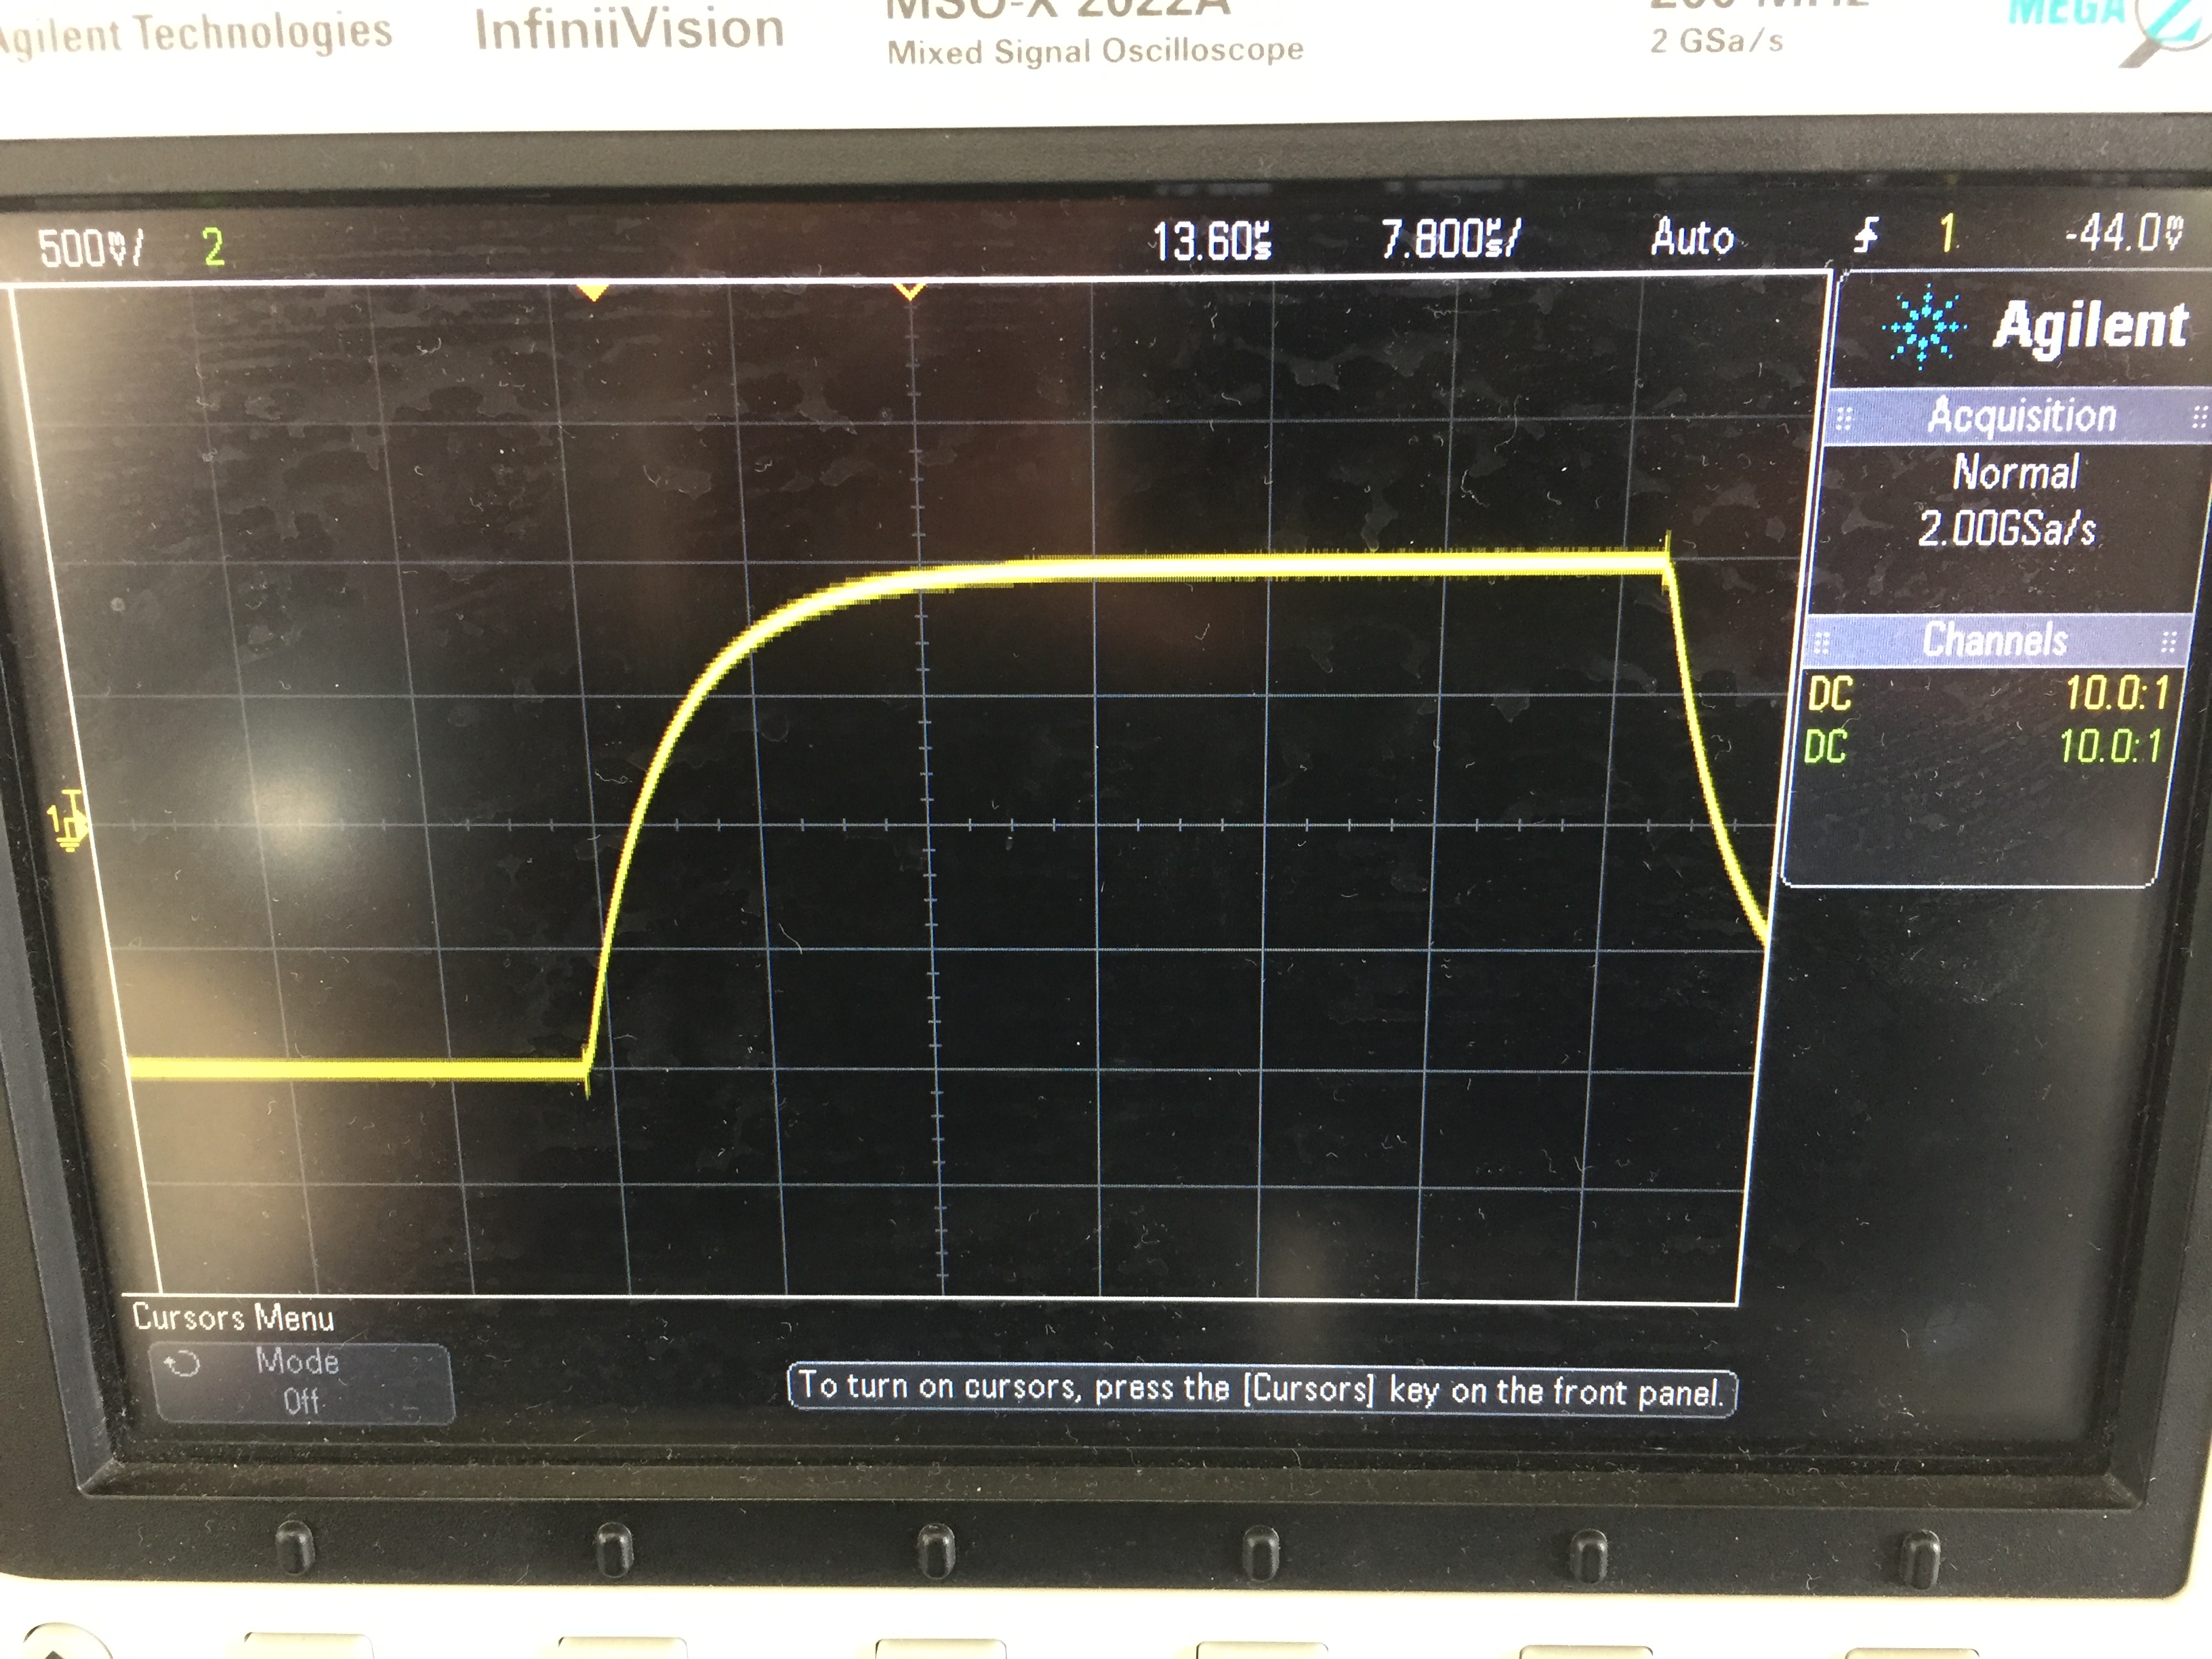 Agilent Technologies InfiniiVision MSO-X 2022A 200 MHz MEGA Z
Mixed Signal Oscilloscope 2 GSa/s
500mV/ 2 13.60µs 7.800µs/ Auto 1 -44.0mV
Agilent
Acquisition
Normal
2.00GSa/s
Channels
DC 10.0:1
DC 10.0:1
1
Cursors Menu
Mode
Off
To turn on cursors, press the [Cursors] key on the front panel.